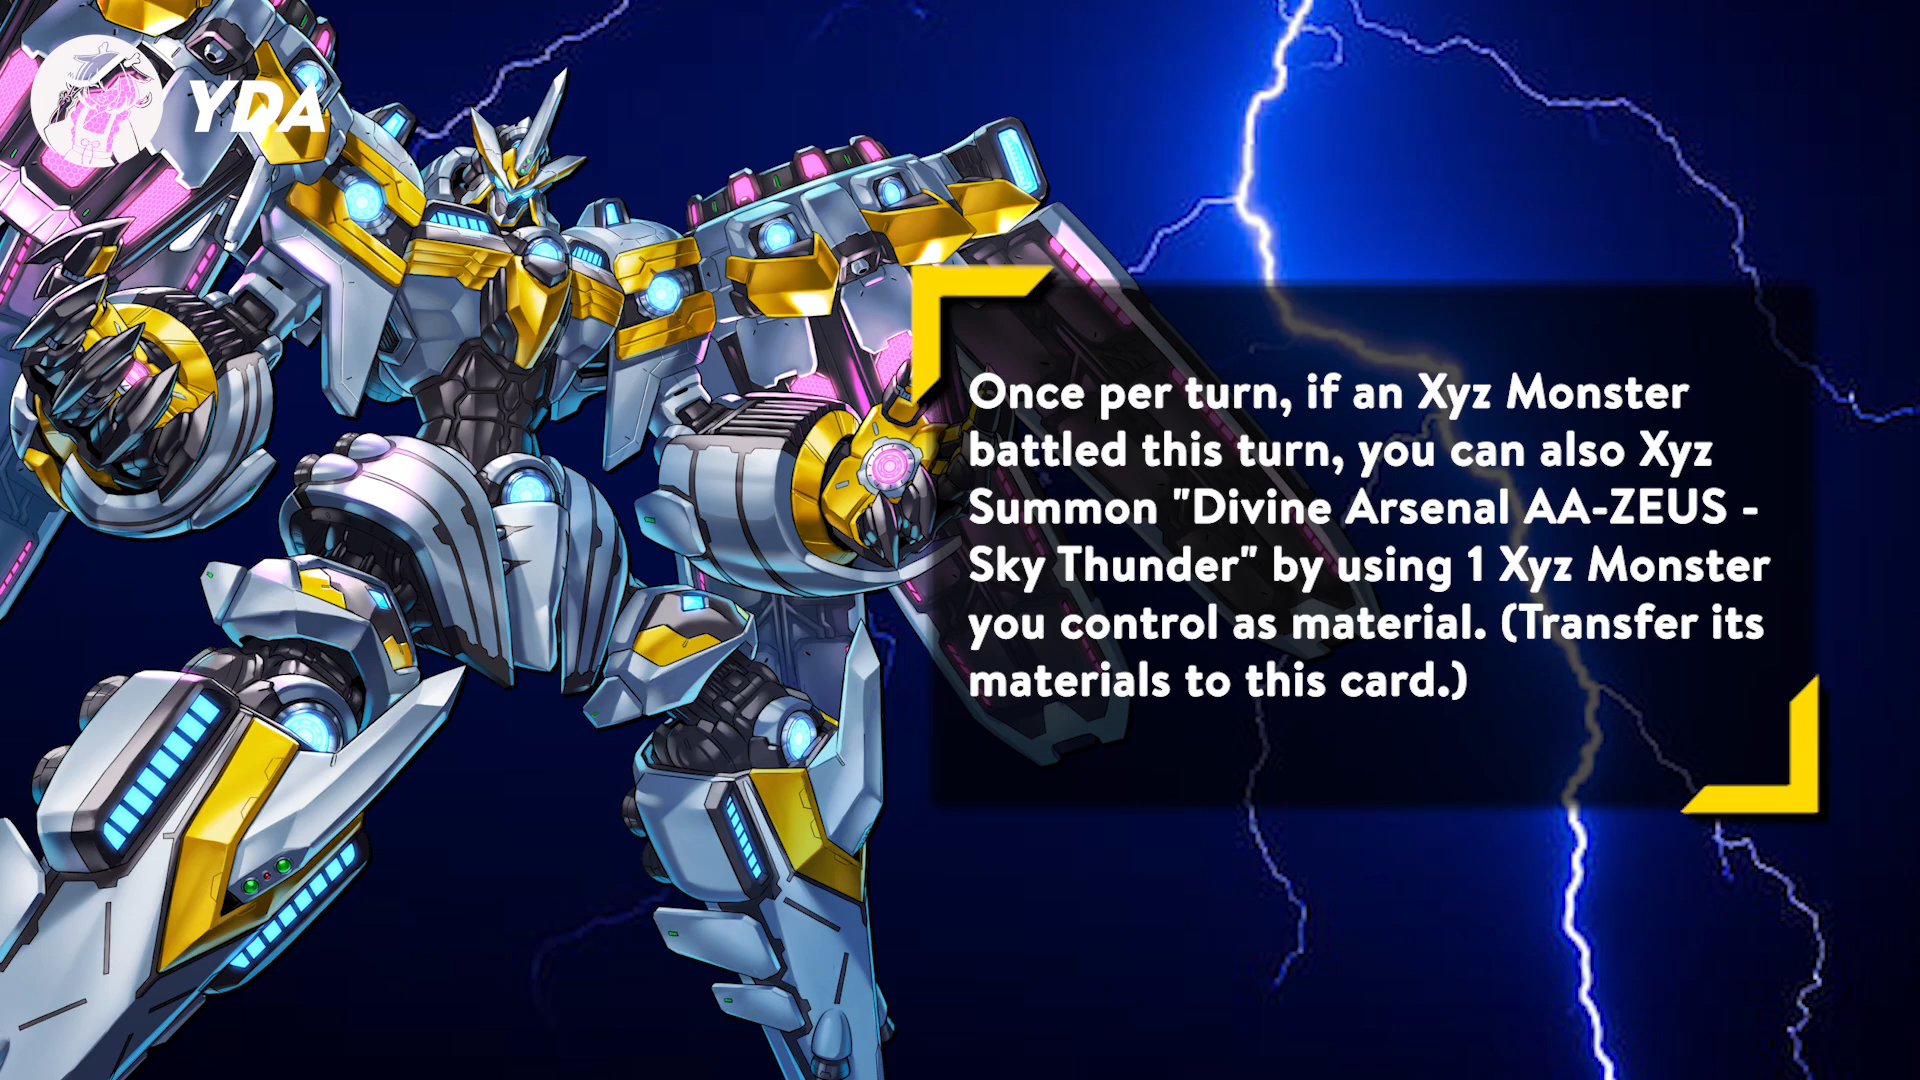 YDA
Once per turn, if an Xyz Monster
battled this turn, you can also Xyz
Summon "Divine Arsenal AA-ZEUS -
Sky Thunder" by using 1 Xyz Monster
you control as material. (Transfer its
materials to this card.)